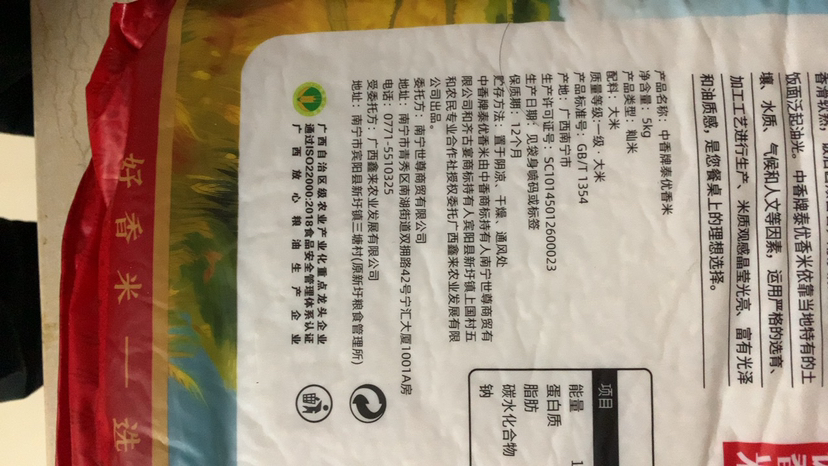 香滑软糯，
饭面泛起油光。中香牌泰优香米依靠当地特有的土
壤、水质、气候和人文等因素，运用严格的选育、
加工工艺进行生产、米质观感晶莹光亮、富有光泽
和油质感，是您餐桌上的理想选择。
产品名称：中香牌泰优香米
净含量：5kg
产品类型：籼米
配料：大米
质量等级:一级·大米
产品标准号：GB/T 1354
产地：广西南宁市
生产许可证号：SC10145012600023
生产日期：见袋身喷码或标签
保质期：12个月
贮存方法：置于阴凉、干燥、通风处
中香牌泰优香米由中香商标持有人南宁世尊商贸有
限公司和齐古宴商标持有人宾阳县新圩镇上国村五
和农民专业合作社授权委托广西鑫来农业发展有限
公司出品。
委托方：南宁世尊商贸有限公司
地址：南宁市青秀区南湖街道双拥路42号宁汇大厦1001A房
电话：0771-5510325
受委托方：广西鑫来农业发展有限公司
地址：南宁市宾阳县新圩镇三塘村(原新圩粮食管理所)
广西自治区级农业产业化重点龙头企业
通过ISO22000:2018食品安全管理体系认证
广西放心粮油生产企业
项目
能量 1
蛋白质
脂肪
碳水化合物
钠
好香米一选